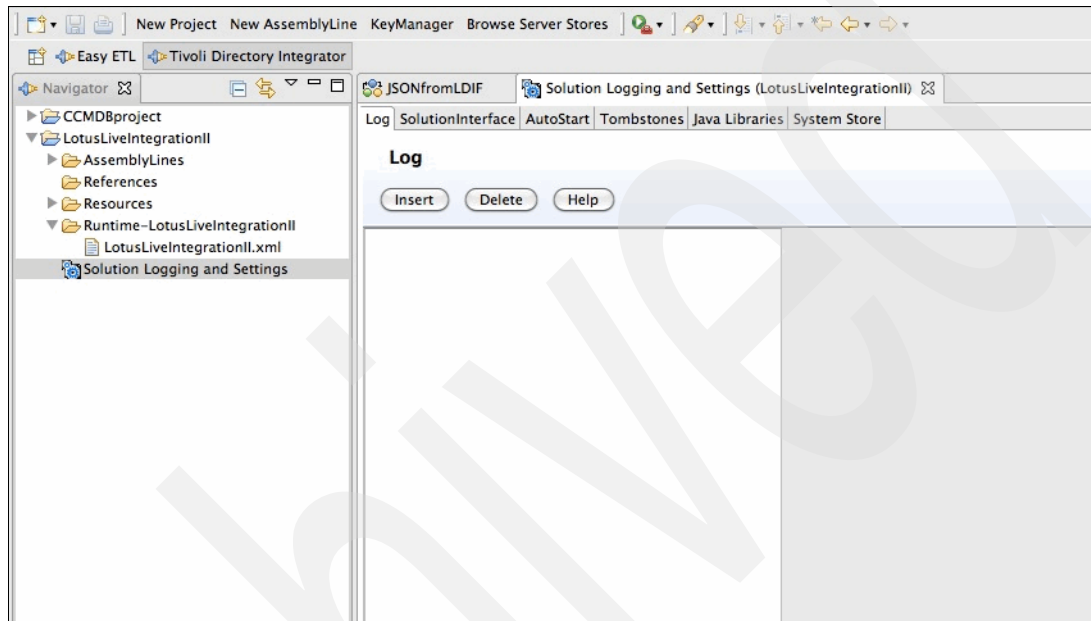 New Project New AssemblyLine KeyManager Browse Server Stores
Easy ETL Tivoli Directory Integrator
Navigator
JSONfromLDIF Solution Logging and Settings (LotusLiveIntegrationII)
CCMDBproject
LotusLiveIntegrationII
AssemblyLines
References
Resources
Runtime-LotusLiveIntegrationII
LotusLiveIntegrationII.xml
Solution Logging and Settings
Log SolutionInterface AutoStart Tombstones Java Libraries System Store
Log
Insert Delete Help
hived